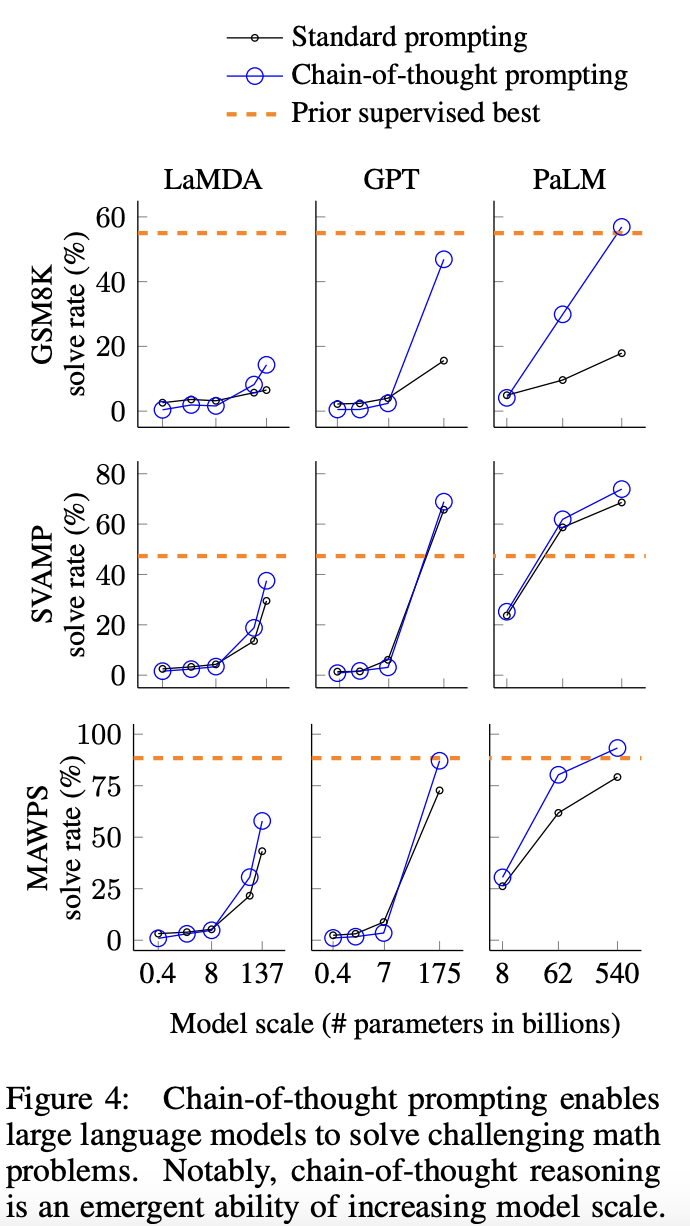 Standard prompting
Chain-of-thought prompting
Prior supervised best
LaMDA GPT PaLM
GSM8K
solve rate (%)
60
40
20
0
SVAMP
solve rate (%)
80
60
40
20
0
MAWPS
solve rate (%)
100
75
50
25
0
0.4 8 137 0.4 7 175 8 62 540
Model scale (# parameters in billions)
Figure 4: Chain-of-thought prompting enables
large language models to solve challenging math
problems. Notably, chain-of-thought reasoning
is an emergent ability of increasing model scale.